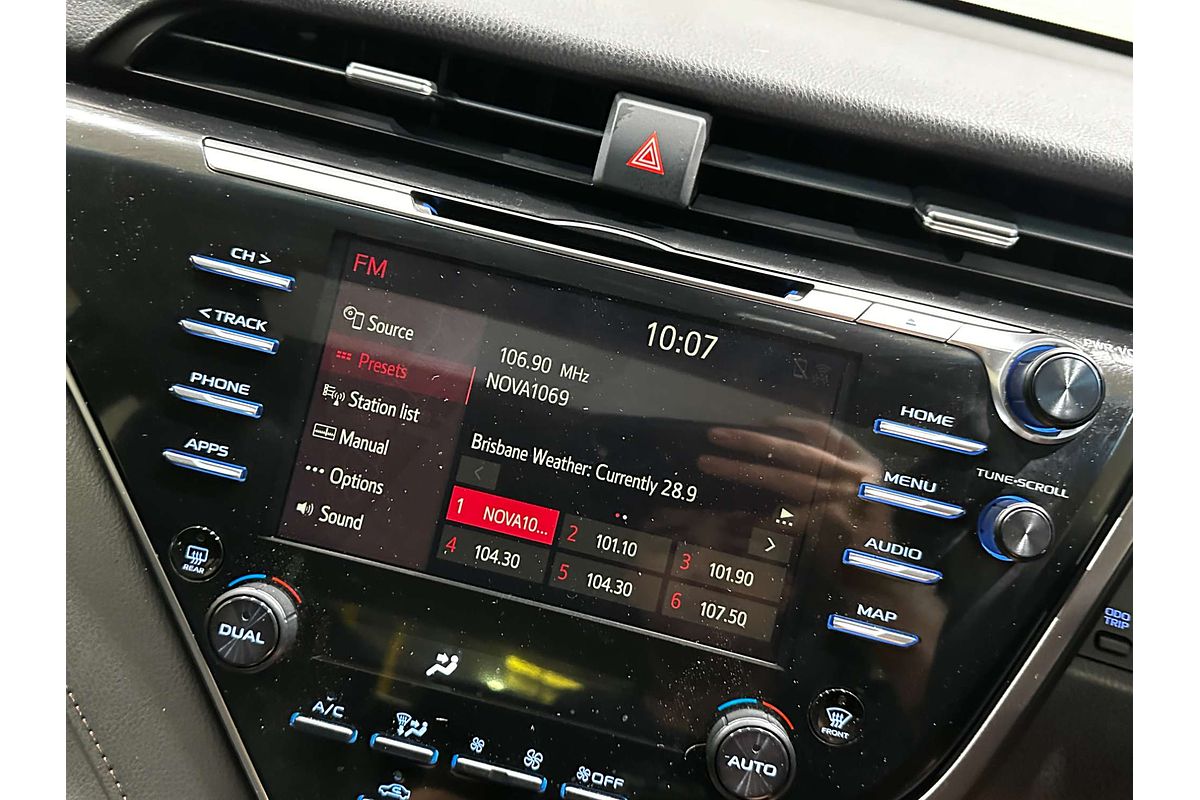 CH >
< TRACK
PHONE
APPS
FM
Source
Presets
Station list
Manual
Options
Sound
10:07
106.90 MHz
NOVA1069
Brisbane Weather: Currently 28.9
1 NOVA10...
2 101.10
3 101.90
4 104.30
5 104.30
6 107.50
HOME
MENU
AUDIO
MAP
TUNE·SCROLL
ODO
TRIP
REAR
DUAL
A/C
OFF
AUTO
FRONT